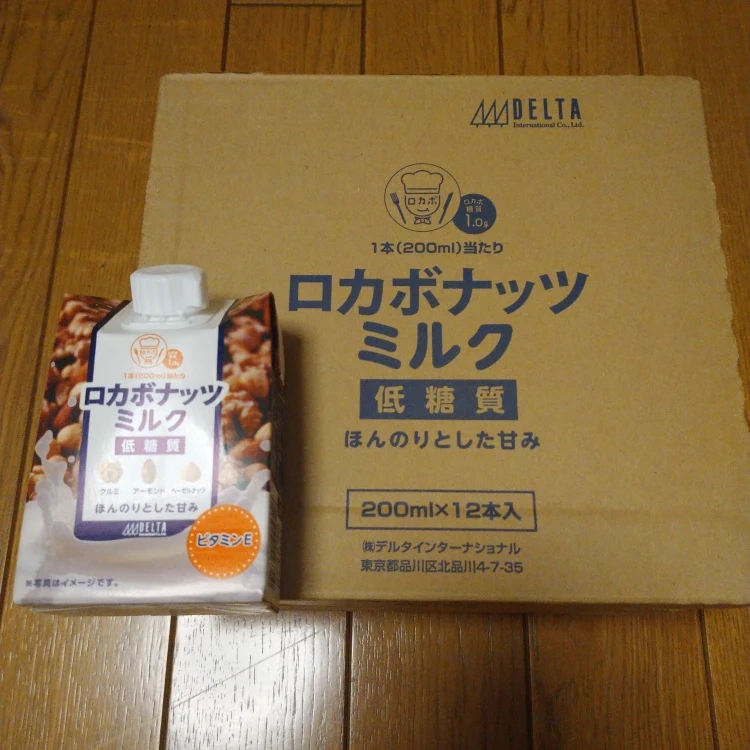 DELTA
International Co., Ltd.
ロカボ
ロカボ
糖質
1.0g
1本(200ml)当たり
ロカボナッツ
ミルク
低糖質
ほんのりとした甘み
200ml×12本入
㈱デルタインターナショナル
東京都品川区北品川4-7-35
ロカボ
1本(200ml)当たり
ロカボナッツ
ミルク
低糖質
クルミ アーモンド ヘーゼルナッツ
ほんのりとした甘み
DELTA
ビタミンE
※写真はイメージです。